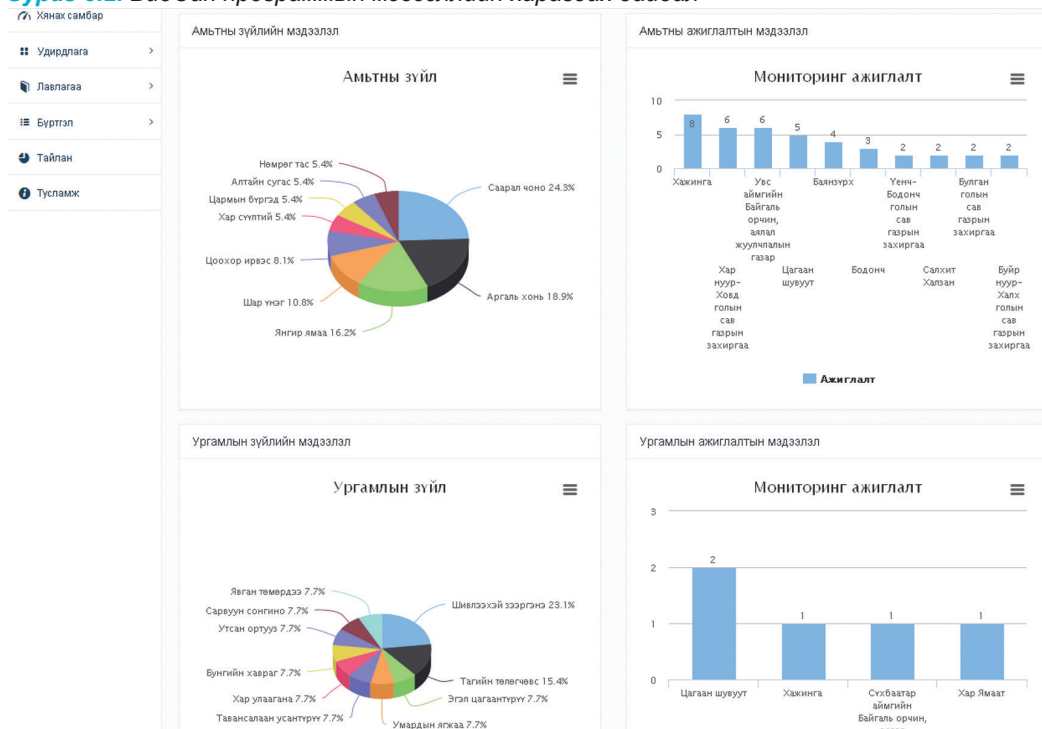 Хянах самбар
Удирдлага
Лавлагаа
Бүртгэл
Тайлан
Тусламж
Амьтны зүйлийн мэдээлэл
Амьтны зүйл
Нөмрөг тас 5.4%
Алтайн сугас 5.4%
Цармын бүргэд 5.4%
Хар сүүлтий 5.4%
Цоохор ирвэс 8.1%
Шар үнэг 10.8%
Янгир ямаа 16.2%
Саарал чоно 24.3%
Аргаль хонь 18.9%
Амьтны ажиглалтын мэдээлэл
Мониторинг ажиглалт
10
5
0
8
6
6
5
4
3
2
2
2
2
Хажинга
Увс
аймгийн
Байгаль
орчин,
аялал
жуулчлалын
газар
Баянзүрх
Үенч-
Бодонч
голын
сав
газрын
захиргаа
Булган
голын
сав
газрын
захиргаа
Хар
нуур-
Ховд
голын
сав
газрын
захиргаа
Цагаан
шувуут
Бодонч
Салхит
Халзан
Буйр
нуур-
Халх
голын
сав
газрын
захиргаа
Ажиглалт
Ургамлын зүйлийн мэдээлэл
Ургамлын зүйл
Явган төмөрдээ 7.7%
Сарвуун сонгино 7.7%
Утсан ортууз 7.7%
Бунгийн хавраг 7.7%
Хар улаагана 7.7%
Тавансалаан усантүрүү 7.7%
Шивлээхэй зээргэнэ 23.1%
Тагийн төлөгчөвс 15.4%
Эгэл цагаантүрүү 7.7%
Умардын ягжаа 7.7%
Ургамлын ажиглалтын мэдээлэл
Мониторинг ажиглалт
3
2
1
0
2
1
1
1
Цагаан шувуут
Хажинга
Сүхбаатар
аймгийн
Байгаль орчин,
Хар Ямаат